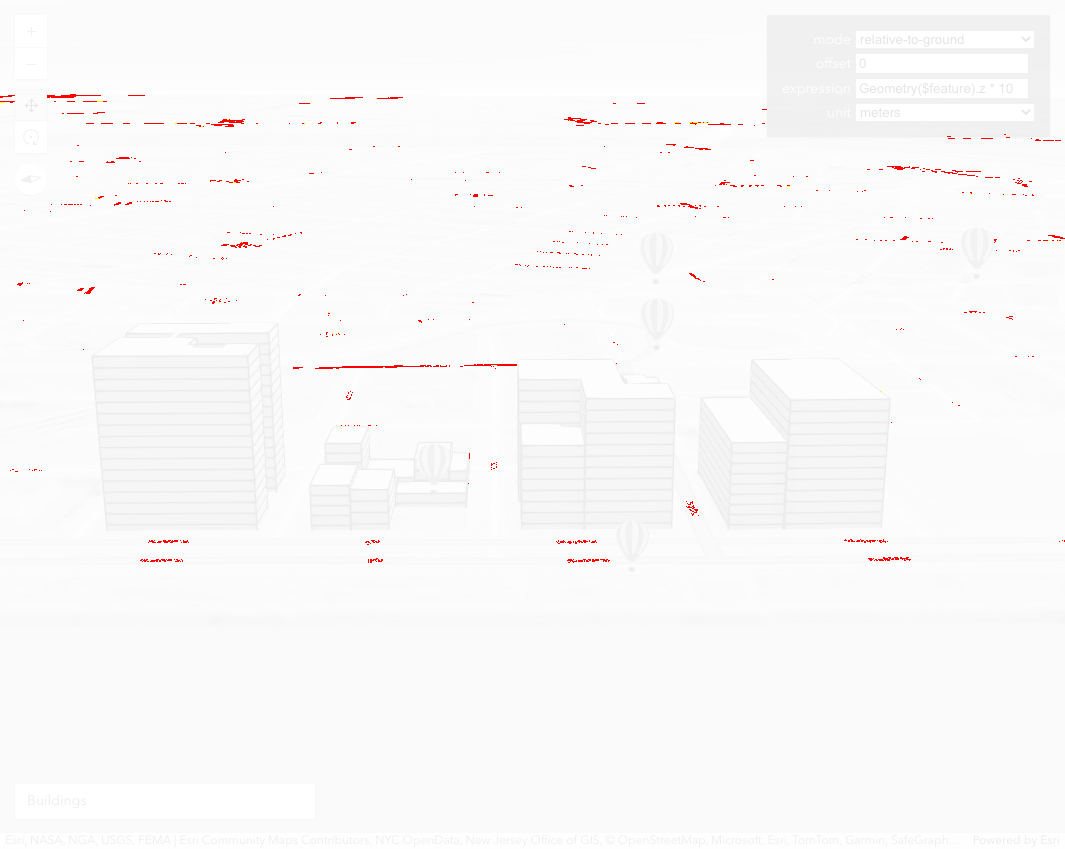 +
mode relative-to-ground
offset 0
−
expression Geometry($feature).z * 10
unit meters
Buildings
Esri, NASA, NGA, USGS, FEMA | Esri Community Maps Contributors, NYC OpenData, New Jersey Office of GIS, © OpenStreetMap, Microsoft, Esri, TomTom, Garmin, SafeGraph... Powered by Esri